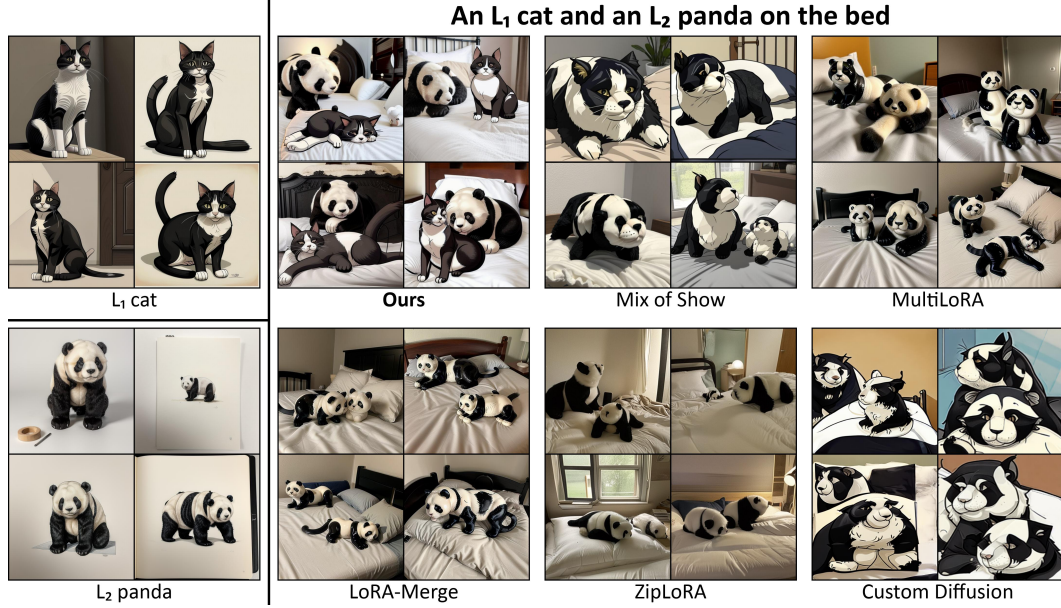 An L₁ cat and an L₂ panda on the bed
L₁ cat
Ours
Mix of Show
MultiLoRA
L₂ panda
LoRA-Merge
ZipLoRA
Custom Diffusion